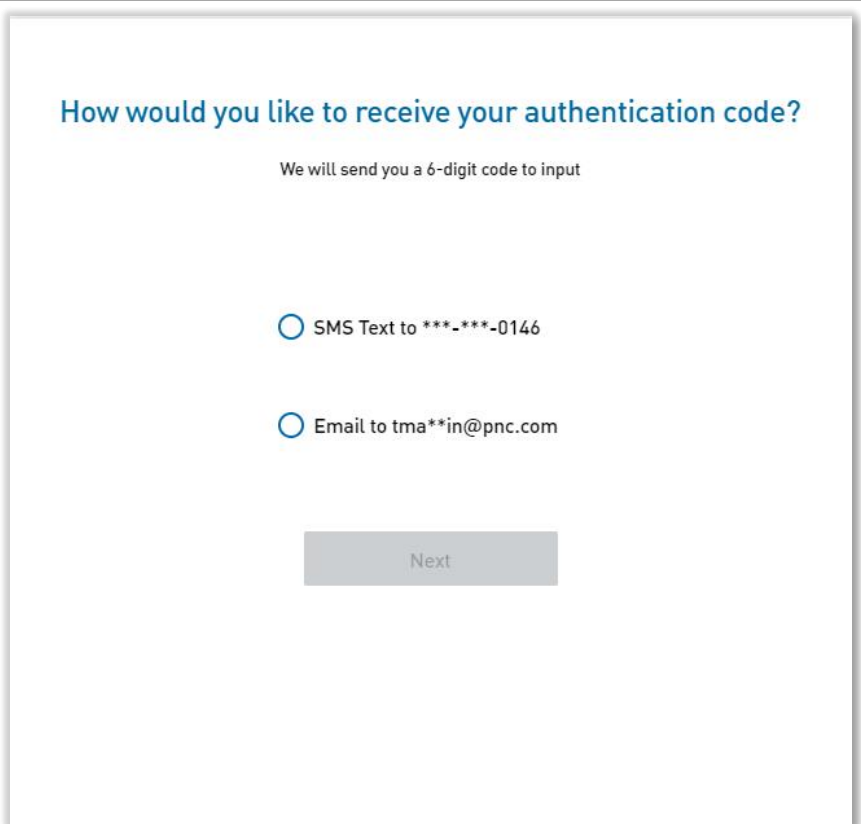 How would you like to receive your authentication code?
We will send you a 6-digit code to input
SMS Text to ***-***-0146
Email to tma**in@pnc.com
Next